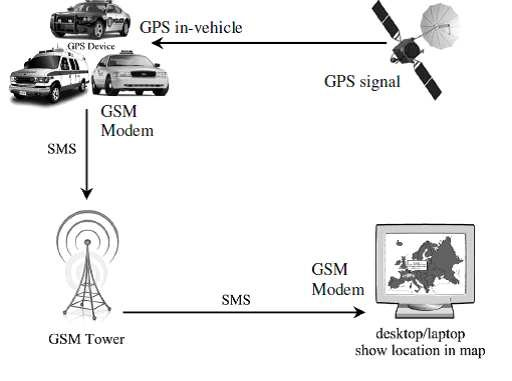 GPS in-vehicle
GPS Device
GPS signal
GSM
Modem
SMS
GSM
Modem
SMS
GSM Tower
desktop/laptop
show location in map